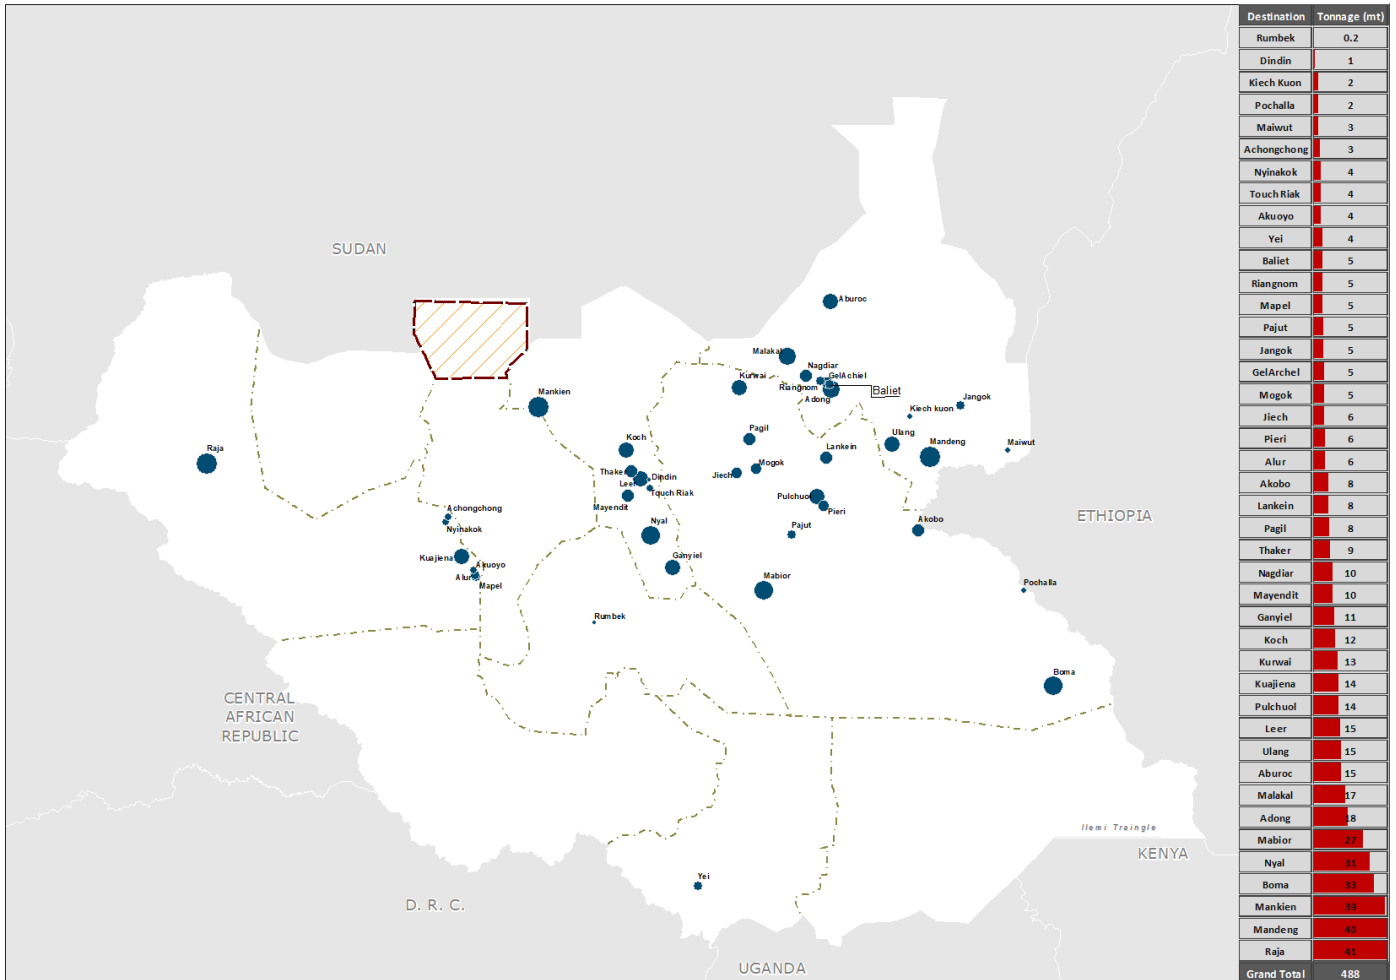 SUDAN
Aburoc
Malakal
Nagdiar
GelAchiel
Riangnom
Adong
Baliet
Kurwai
Jangok
Kiech kuon
Mankien
Pagil
Ulang
Mandeng
Maiwut
Koch
Lankein
Raja
Thaker
Dindin
Leer
Touch Riak
Mayendit
Jiech
Mogok
Pulchuol
Pieri
Achongchong
Nyinakok
Nyal
Pajut
Akobo
ETHIOPIA
Kuajiena
Akuoyo
Alur
Mapel
Ganyiel
Mabior
Pochalla
Rumbek
Boma
CENTRAL
AFRICAN
REPUBLIC
Ilemi Traingle
KENYA
Yei
D. R. C.
UGANDA
Destination Tonnage (mt)
Rumbek 0.2
Dindin 1
Kiech Kuon 2
Pochalla 2
Maiwut 3
Achongchong 3
Nyinakok 4
Touch Riak 4
Akuoyo 4
Yei 4
Baliet 5
Riangnom 5
Mapel 5
Pajut 5
Jangok 5
GelArchel 5
Mogok 5
Jiech 6
Pieri 6
Alur 6
Akobo 8
Lankein 8
Pagil 8
Thaker 9
Nagdiar 10
Mayendit 10
Ganyiel 11
Koch 12
Kurwai 13
Kuajiena 14
Pulchuol 14
Leer 15
Ulang 15
Aburoc 15
Malakal 17
Adong 18
Mabior 27
Nyal 31
Boma 33
Mankien 39
Mandeng 40
Raja 41
Grand Total 488